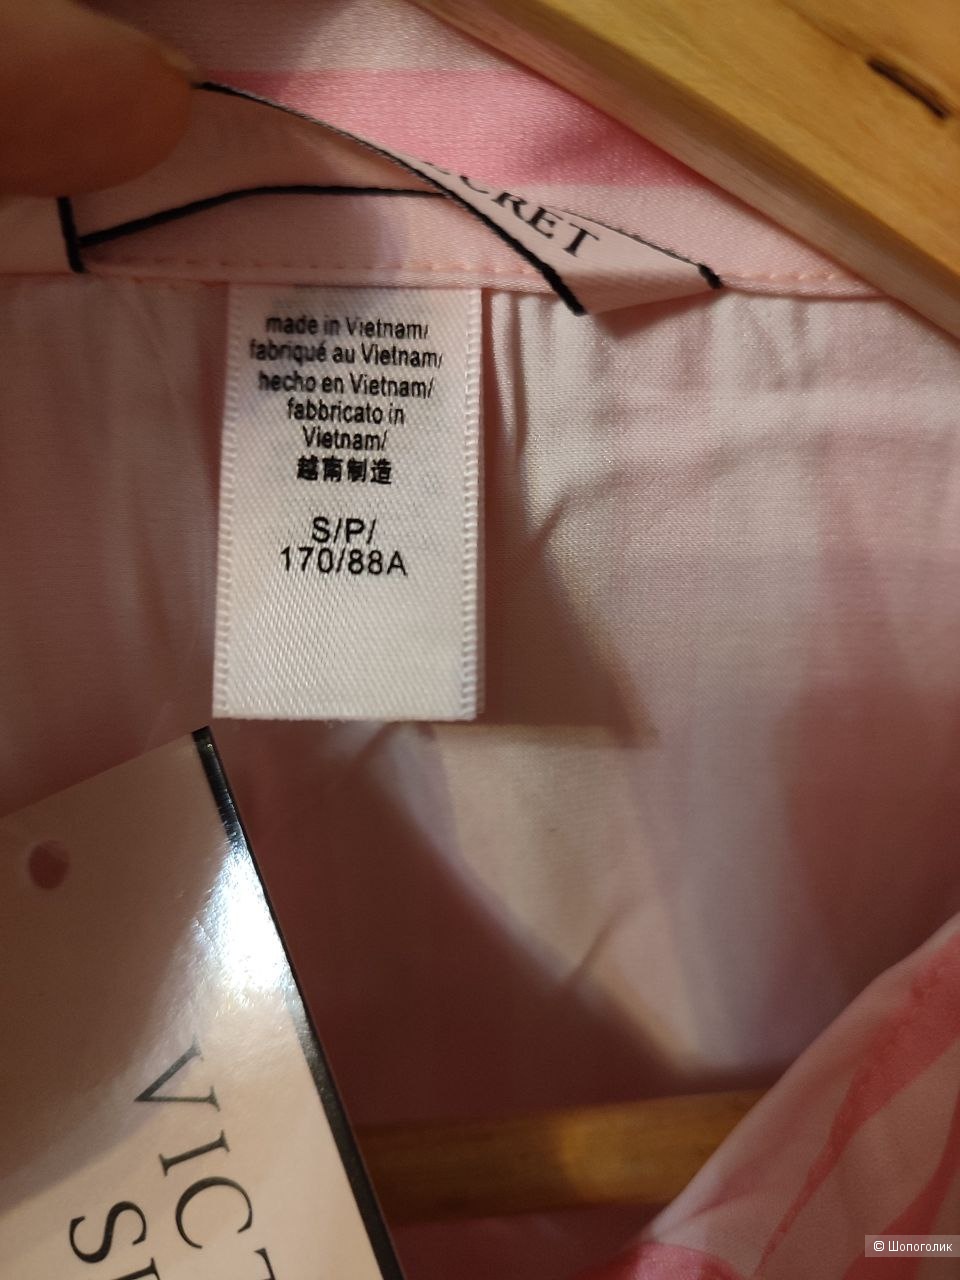 CRET
made in Vietnam/
fabriqué au Vietnam/
hecho en Vietnam/
fabbricato in
Vietnam/
越南制造
S/P/
170/88A
VICT
SE
© Шопоголик